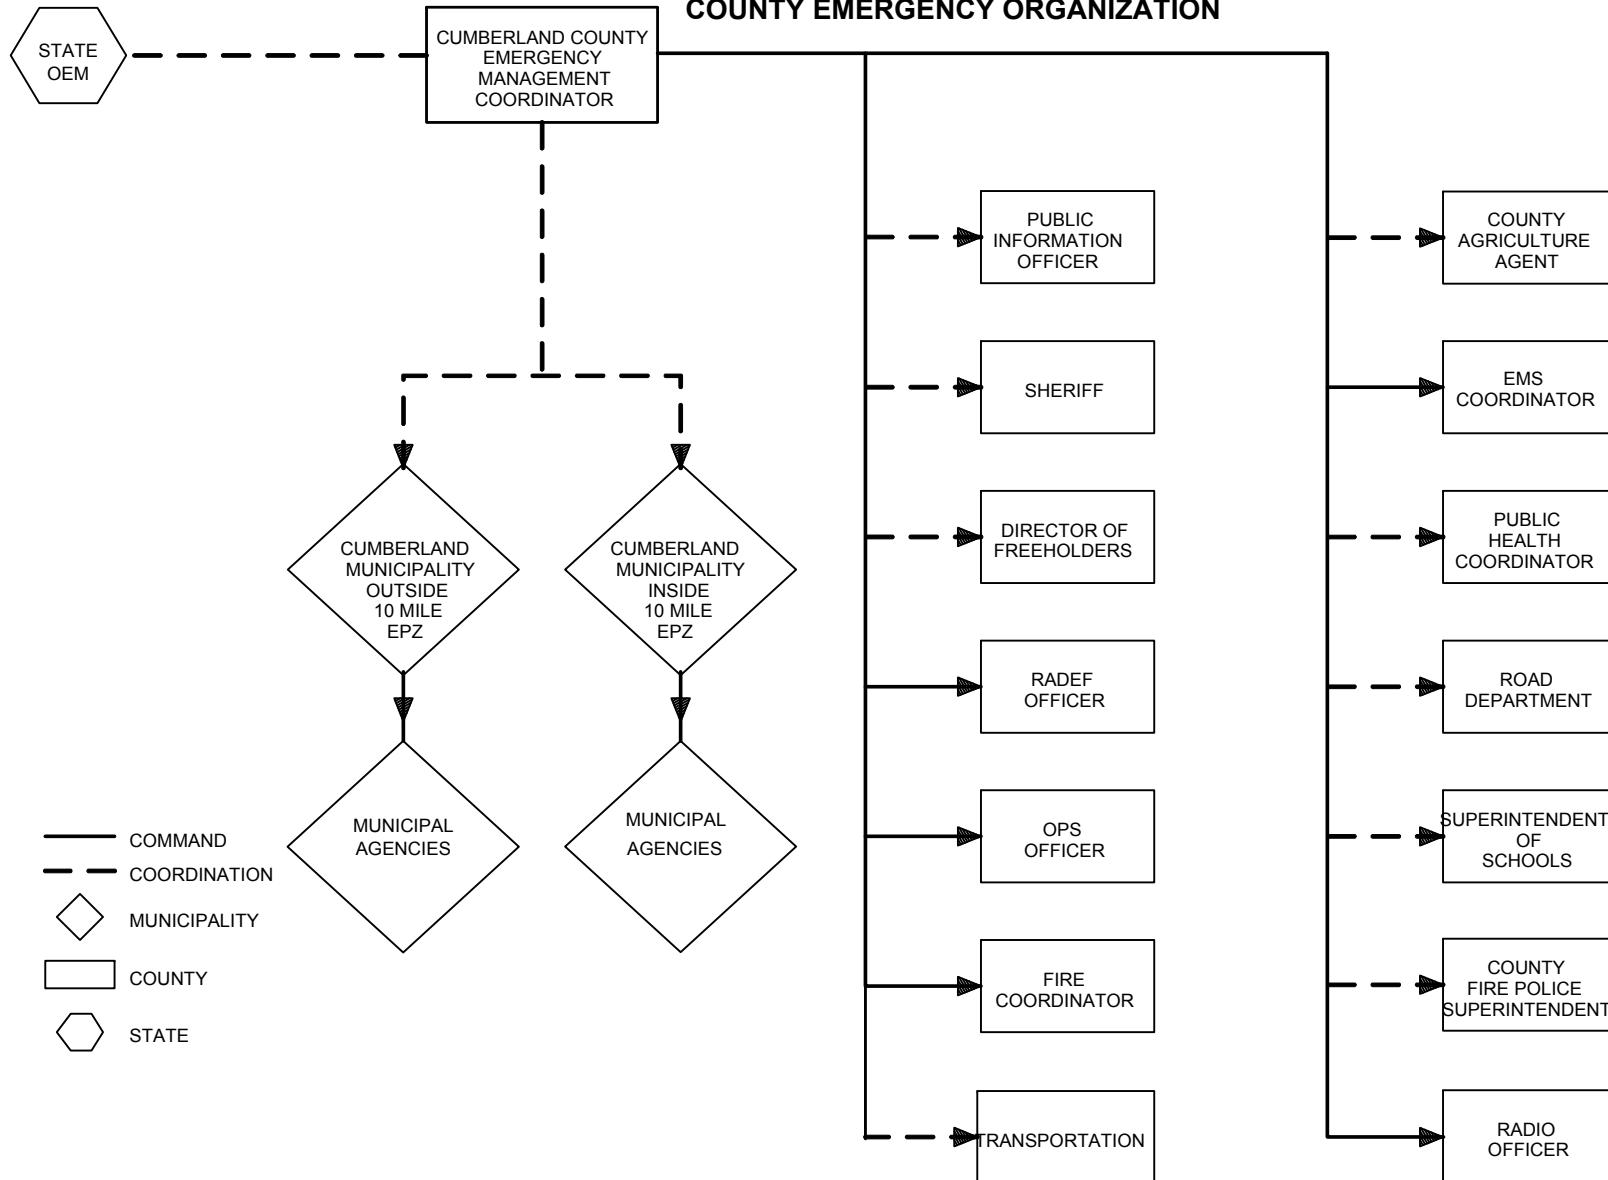 COUNTY EMERGENCY ORGANIZATION
STATE
OEM
CUMBERLAND COUNTY
EMERGENCY
MANAGEMENT
COORDINATOR
PUBLIC
INFORMATION
OFFICER
COUNTY
AGRICULTURE
AGENT
SHERIFF
EMS
COORDINATOR
DIRECTOR OF
FREEHOLDERS
PUBLIC
HEALTH
COORDINATOR
CUMBERLAND
MUNICIPALITY
OUTSIDE
10 MILE
EPZ
CUMBERLAND
MUNICIPALITY
INSIDE
10 MILE
EPZ
RADEF
OFFICER
ROAD
DEPARTMENT
MUNICIPAL
AGENCIES
MUNICIPAL
AGENCIES
OPS
OFFICER
SUPERINTENDENT
OF
SCHOOLS
FIRE
COORDINATOR
COUNTY
FIRE POLICE
SUPERINTENDENT
TRANSPORTATION
RADIO
OFFICER
COMMAND
COORDINATION
MUNICIPALITY
COUNTY
STATE